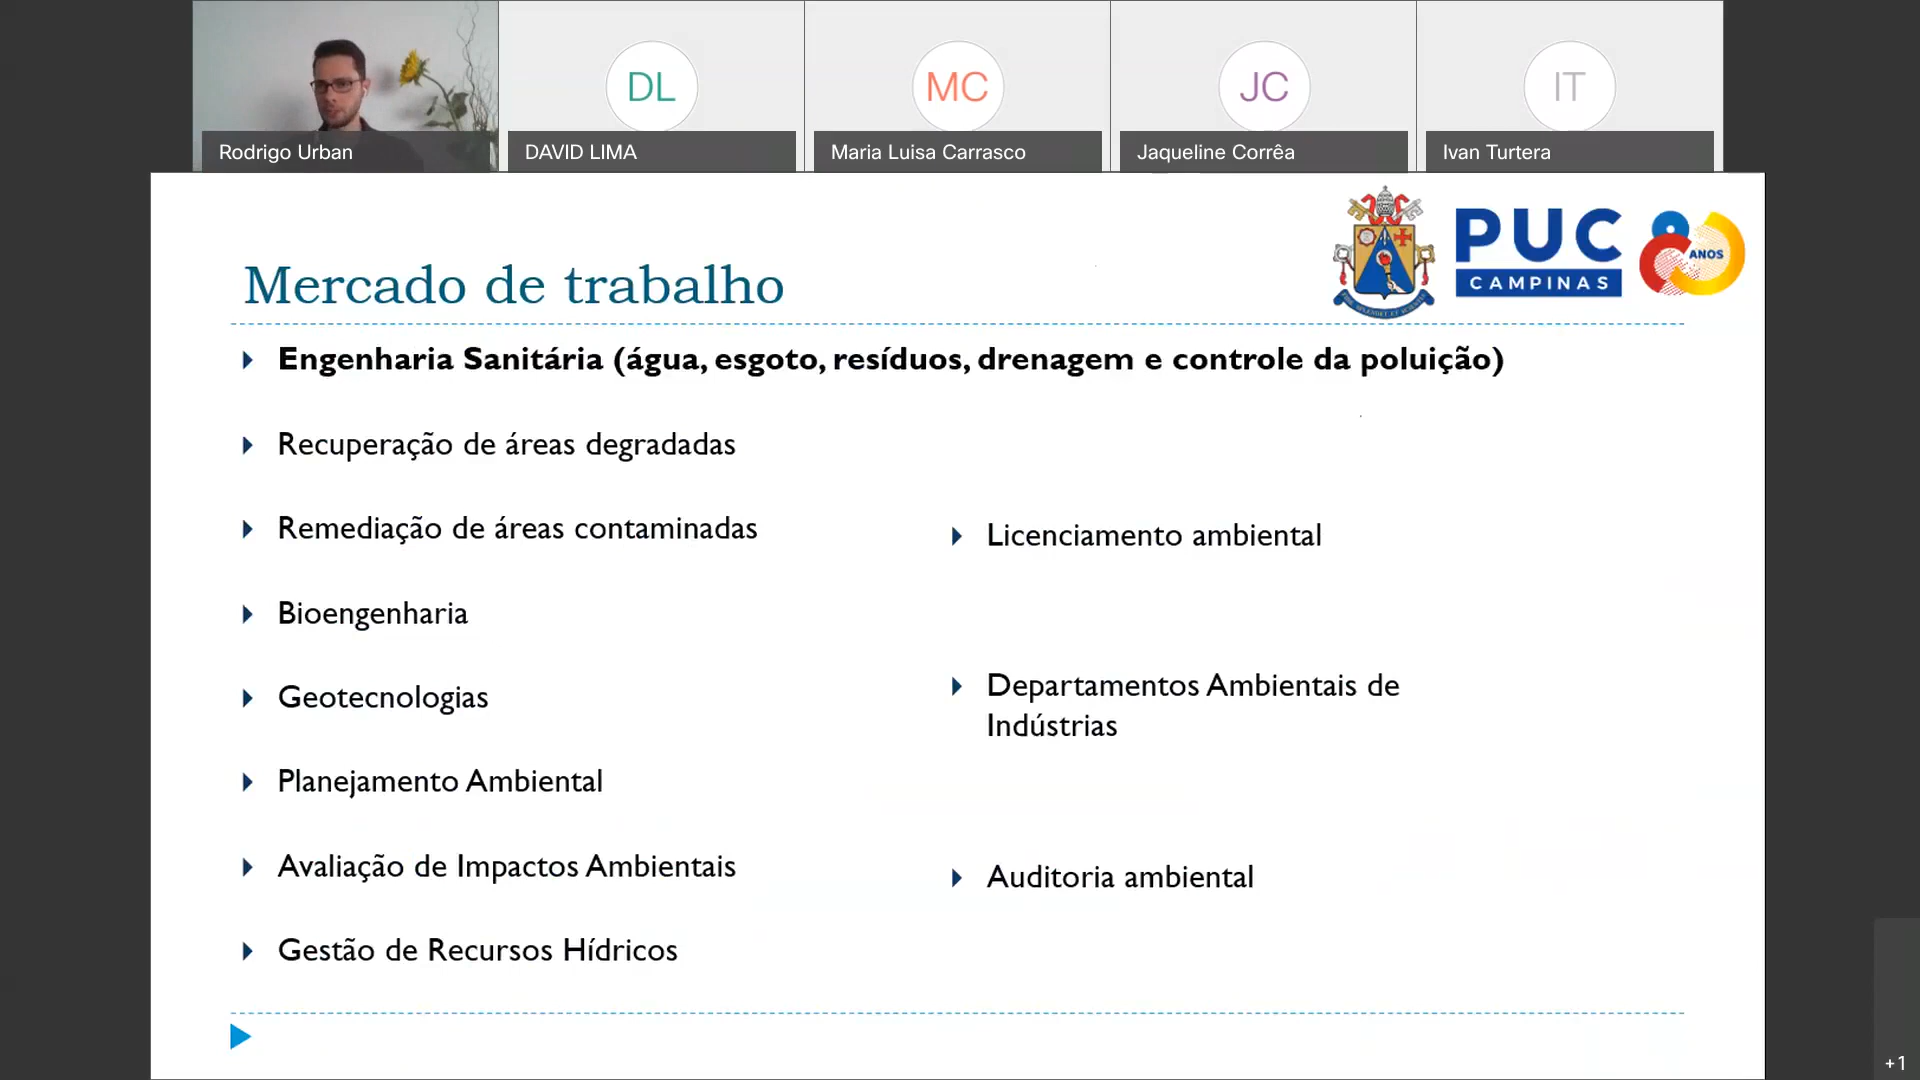 DL
MC
JC
IT
Rodrigo Urban
DAVID LIMA
Maria Luisa Carrasco
Jaqueline Corrêa
Ivan Turtera
PUC
CAMPINAS
ANOS
Mercado de trabalho
Engenharia Sanitária (água, esgoto, resíduos, drenagem e controle da poluição)
Recuperação de áreas degradadas
Remediação de áreas contaminadas
Bioengenharia
Geotecnologias
Planejamento Ambiental
Avaliação de Impactos Ambientais
Gestão de Recursos Hídricos
Licenciamento ambiental
Departamentos Ambientais de
Indústrias
Auditoria ambiental
+1